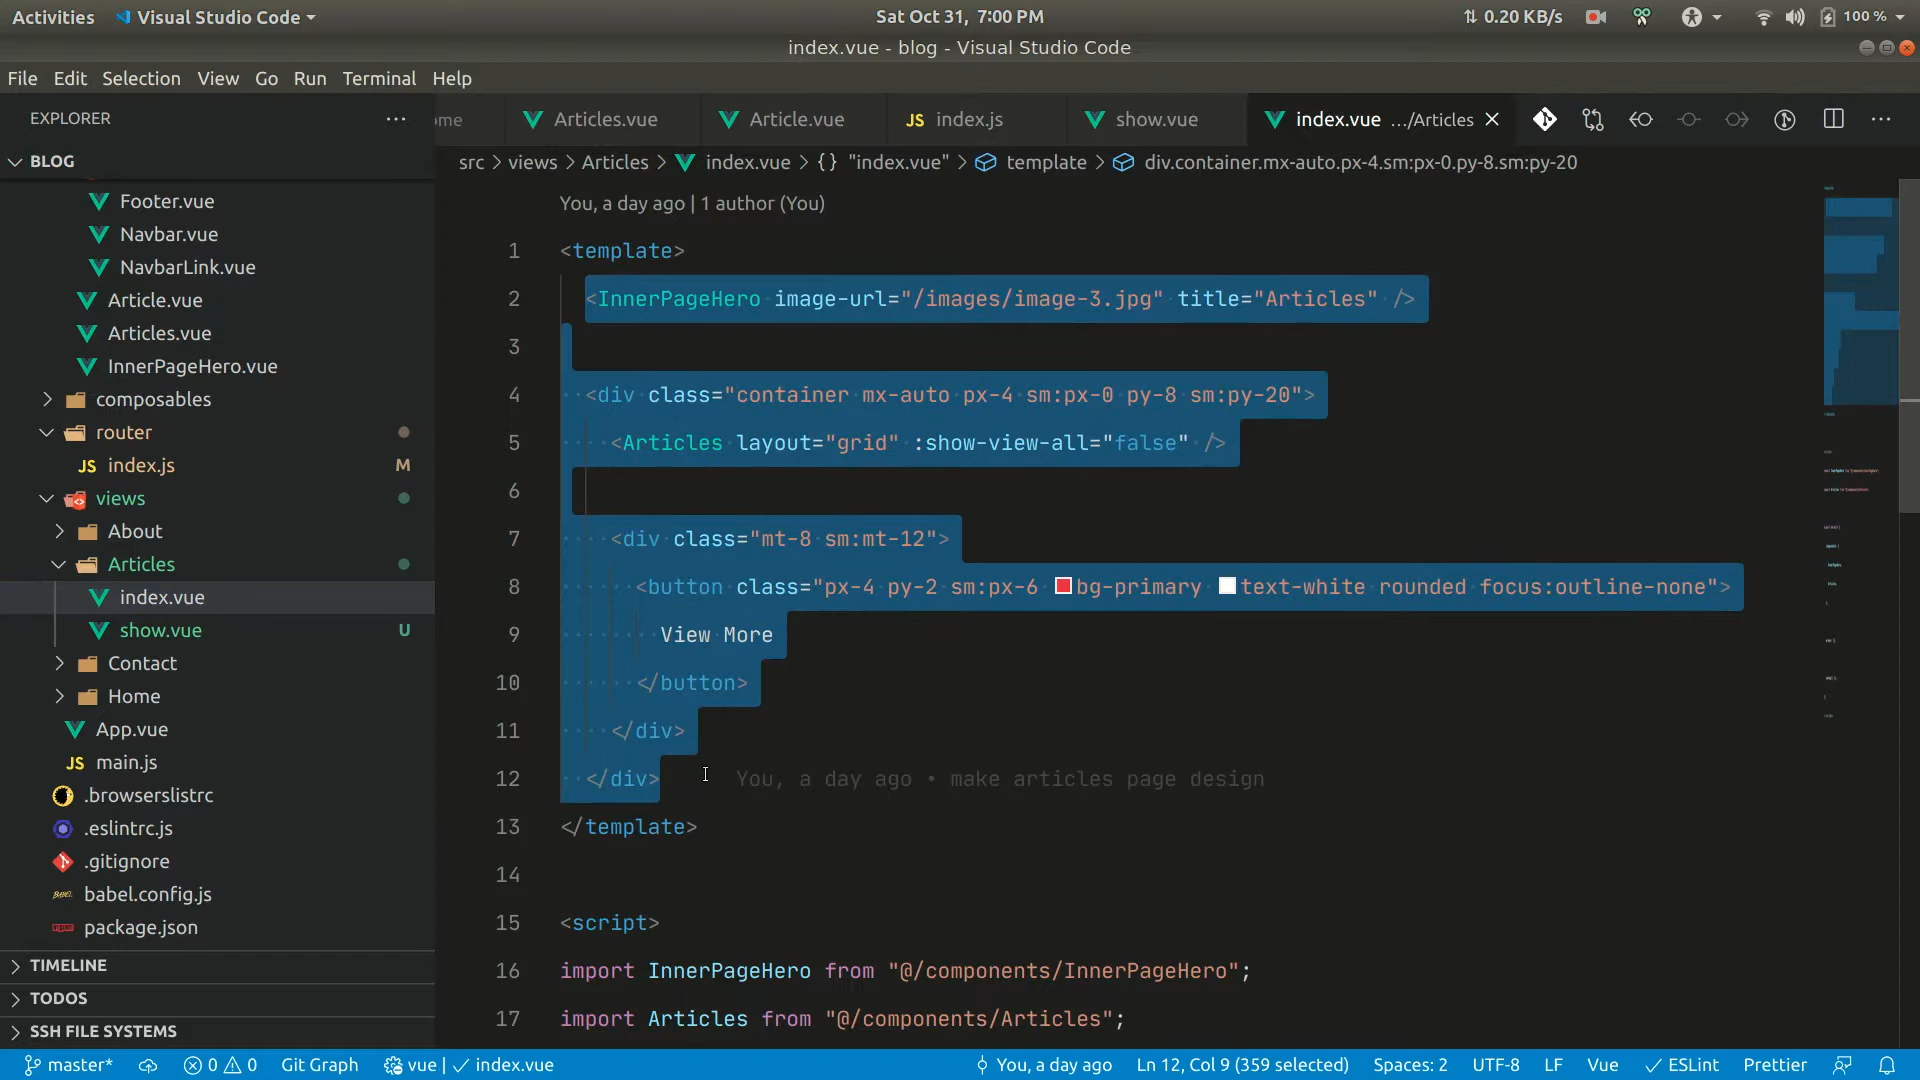 Activities Visual Studio Code Sat Oct 31, 7:00 PM 0.20 KB/s 100 %
index.vue - blog - Visual Studio Code
File Edit Selection View Go Run Terminal Help
EXPLORER
ome Articles.vue Article.vue JS index.js show.vue index.vue .../Articles
BLOG
src > views > Articles > index.vue > {} "index.vue" > template > div.container.mx-auto.px-4.sm:px-0.py-8.sm:py-20
Footer.vue
Navbar.vue
NavbarLink.vue
Article.vue
Articles.vue
InnerPageHero.vue
composables
router
JS index.js M
views
About
Articles
index.vue
show.vue U
Contact
Home
App.vue
JS main.js
.browserslistrc
.eslintrc.js
.gitignore
BABEL babel.config.js
package.json
TIMELINE
TODOS
SSH FILE SYSTEMS
You, a day ago | 1 author (You)
1 <template>
2 <InnerPageHero image-url="/images/image-3.jpg" title="Articles" />
3
4 <div class="container mx-auto px-4 sm:px-0 py-8 sm:py-20">
5 <Articles layout="grid" :show-view-all="false" />
6
7 <div class="mt-8 sm:mt-12">
8 <button class="px-4 py-2 sm:px-6 bg-primary text-white rounded focus:outline-none">
9 View More
10 </button>
11 </div>
12 </div> You, a day ago • make articles page design
13 </template>
14
15 <script>
16 import InnerPageHero from "@/components/InnerPageHero";
17 import Articles from "@/components/Articles";
master* 0 0 Git Graph vue | index.vue You, a day ago Ln 12, Col 9 (359 selected) Spaces: 2 UTF-8 LF Vue ESLint Prettier